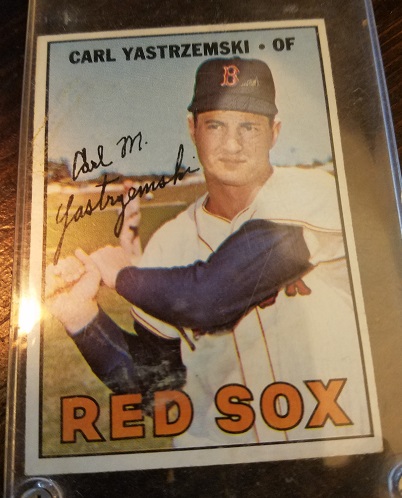 CARL YASTRZEMSKI • OF
B
Carl M.
Yastrzemski
RED SOX